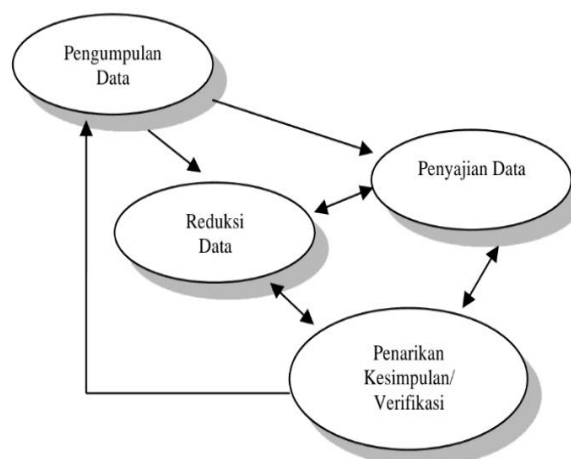 Pengumpulan
Data
Penyajian Data
Reduksi
Data
Penarikan
Kesimpulan/
Verifikasi